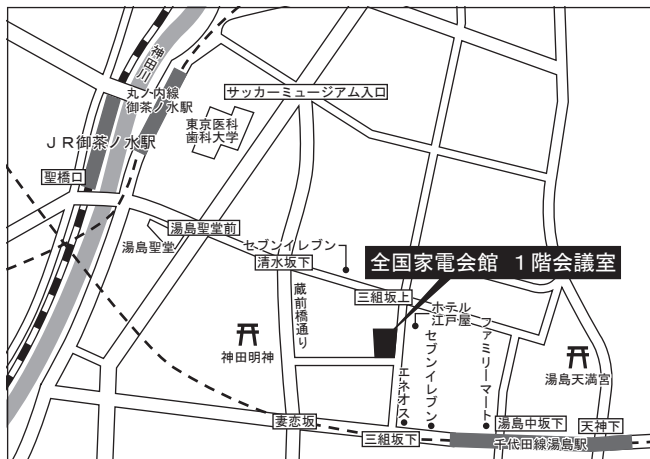 神田川
丸ノ内線
御茶ノ水駅
サッカーミュージアム入口
東京医科
歯科大学
JR御茶ノ水駅
聖橋口
湯島聖堂前
湯島聖堂
セブンイレブン
清水坂下
全国家電会館 1階会議室
三組坂上
蔵前橋通り
ホテル
江戸屋
神田明神
エネオス
セブンイレブン
ファミリーマート
湯島天満宮
妻恋坂
三組坂下
湯島中坂下
天神下
千代田線湯島駅